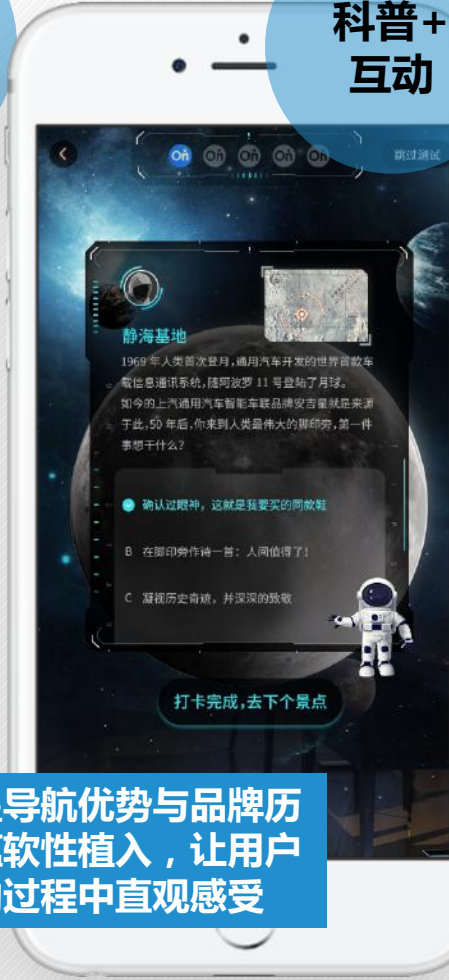 科普+
互动
On On On On On
跳过测试
静海基地
1969 年人类首次登月,通用汽车开发的世界首款车
载信息通讯系统,随阿波罗 11 号登陆了月球。
如今的上汽通用汽车智能车联品牌安吉星就是来源
于此,50 年后,你来到人类最伟大的脚印旁,第一件
事想干什么?
确认过眼神，这就是我要买的同款鞋
B 在脚印旁作诗一首：人间值得了!
C 凝视历史奇迹，并深深的致敬
打卡完成,去下个景点
导航优势与品牌历
软性植入，让用户
过程中直观感受